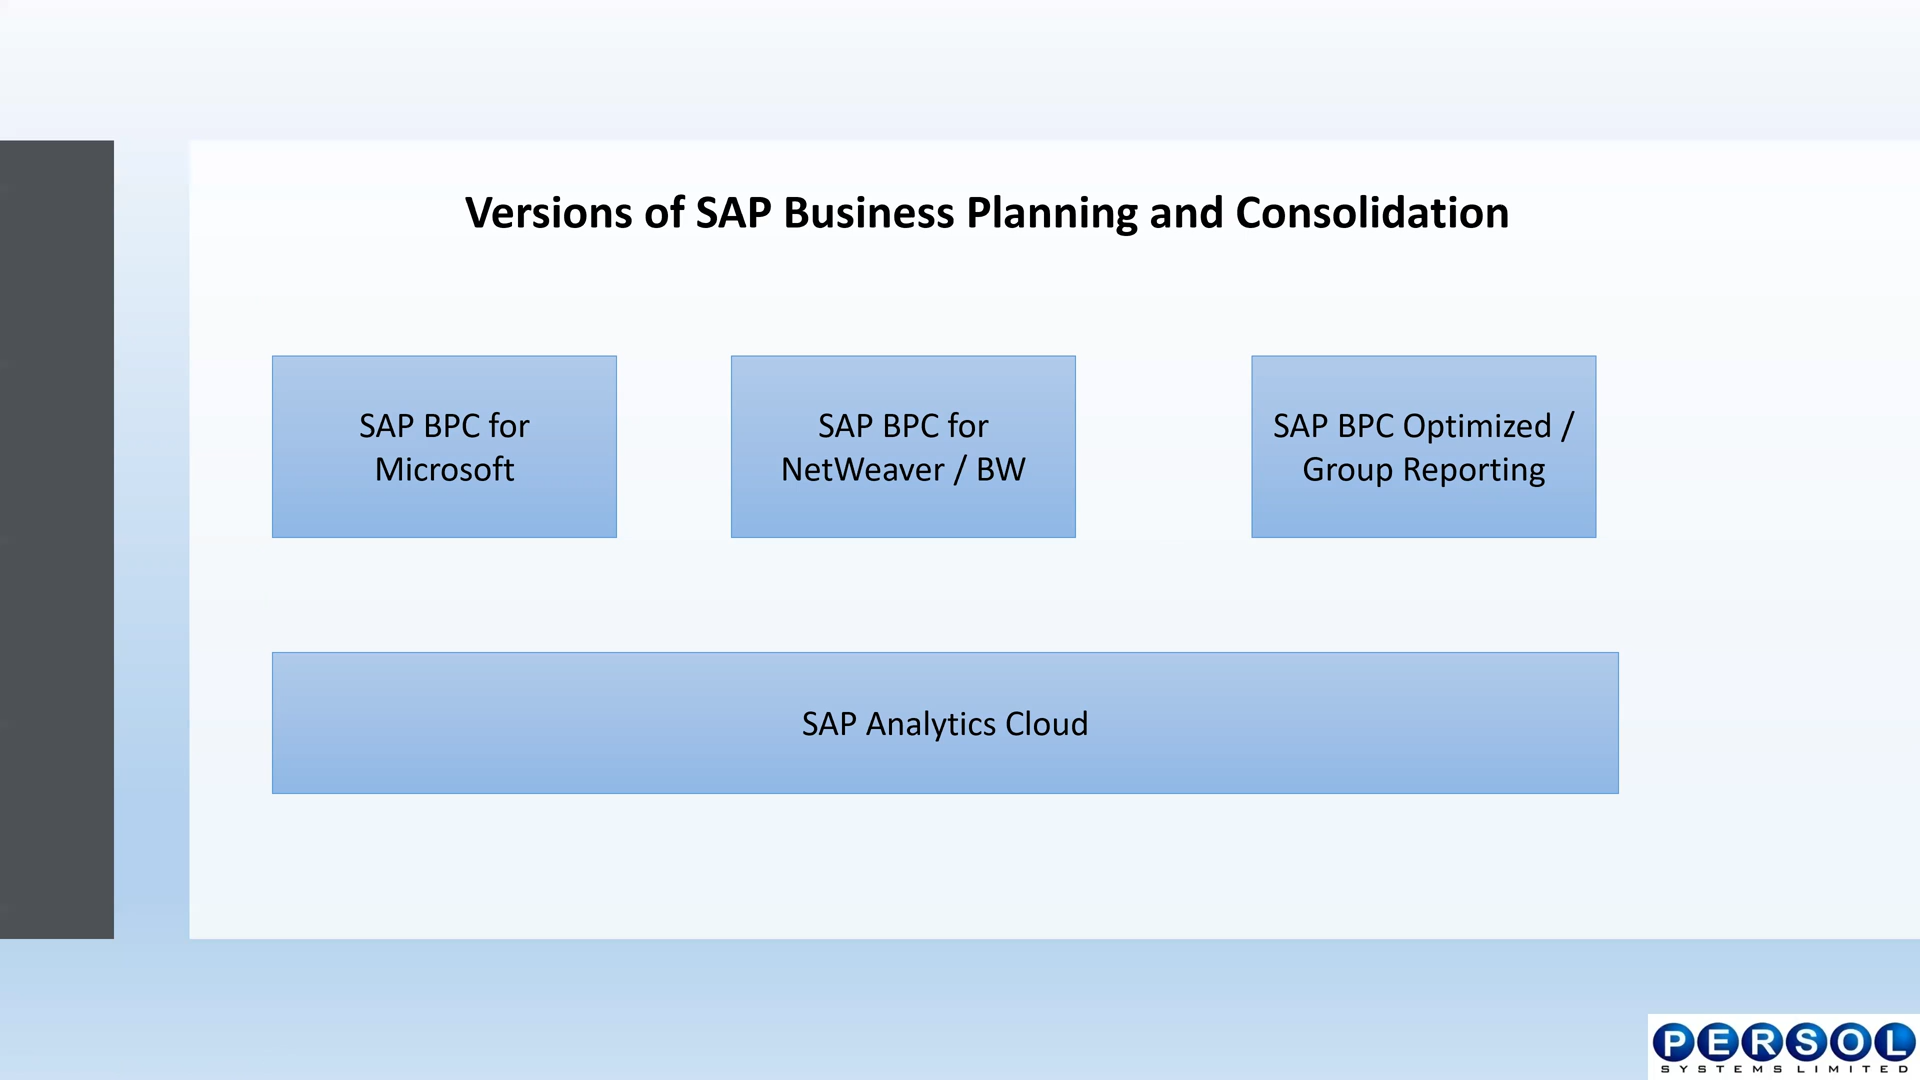 Versions of SAP Business Planning and Consolidation
SAP BPC for
Microsoft
SAP BPC for
NetWeaver / BW
SAP BPC Optimized /
Group Reporting
SAP Analytics Cloud
PERSOL
SYSTEMS LIMITED